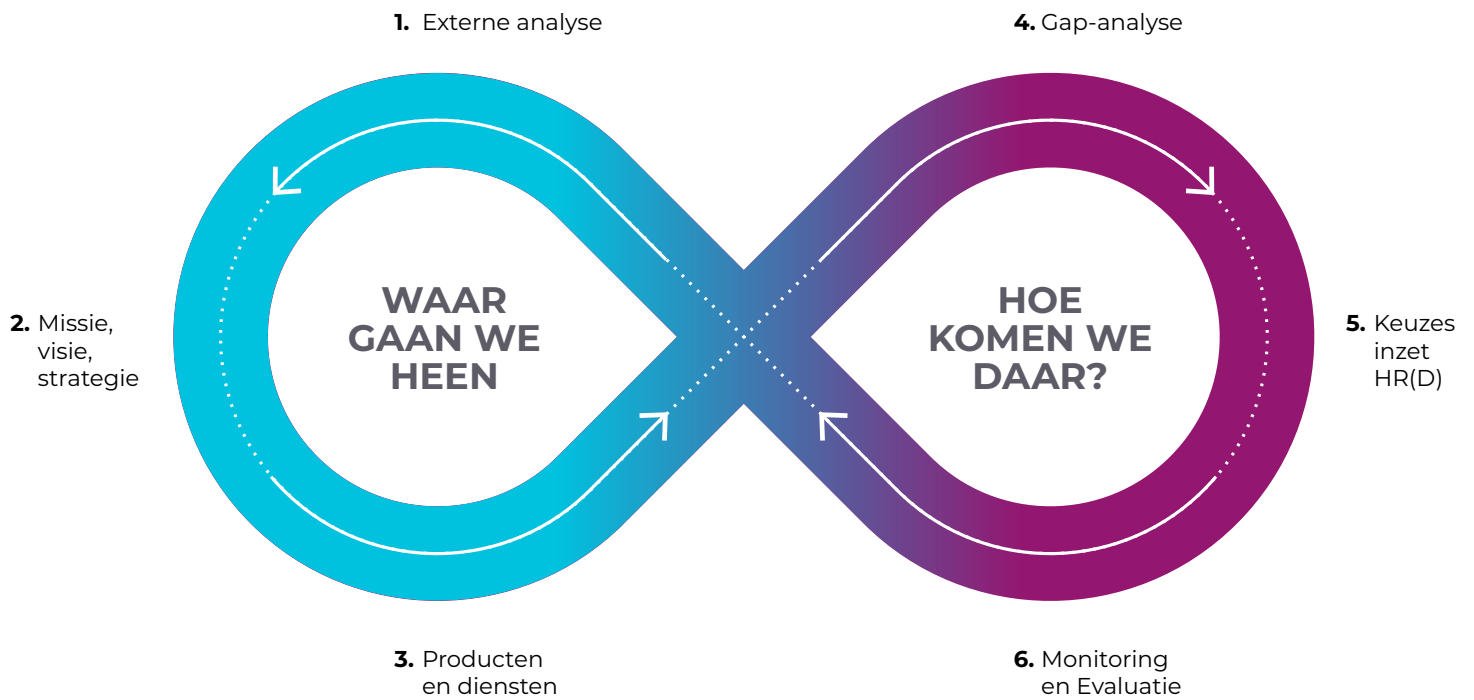 1. Externe analyse
4. Gap-analyse
WAAR
GAAN WE
HEEN
HOE
KOMEN WE
DAAR?
2. Missie,
visie,
strategie
5. Keuzes
inzet
HR(D)
3. Producten
en diensten
6. Monitoring
en Evaluatie